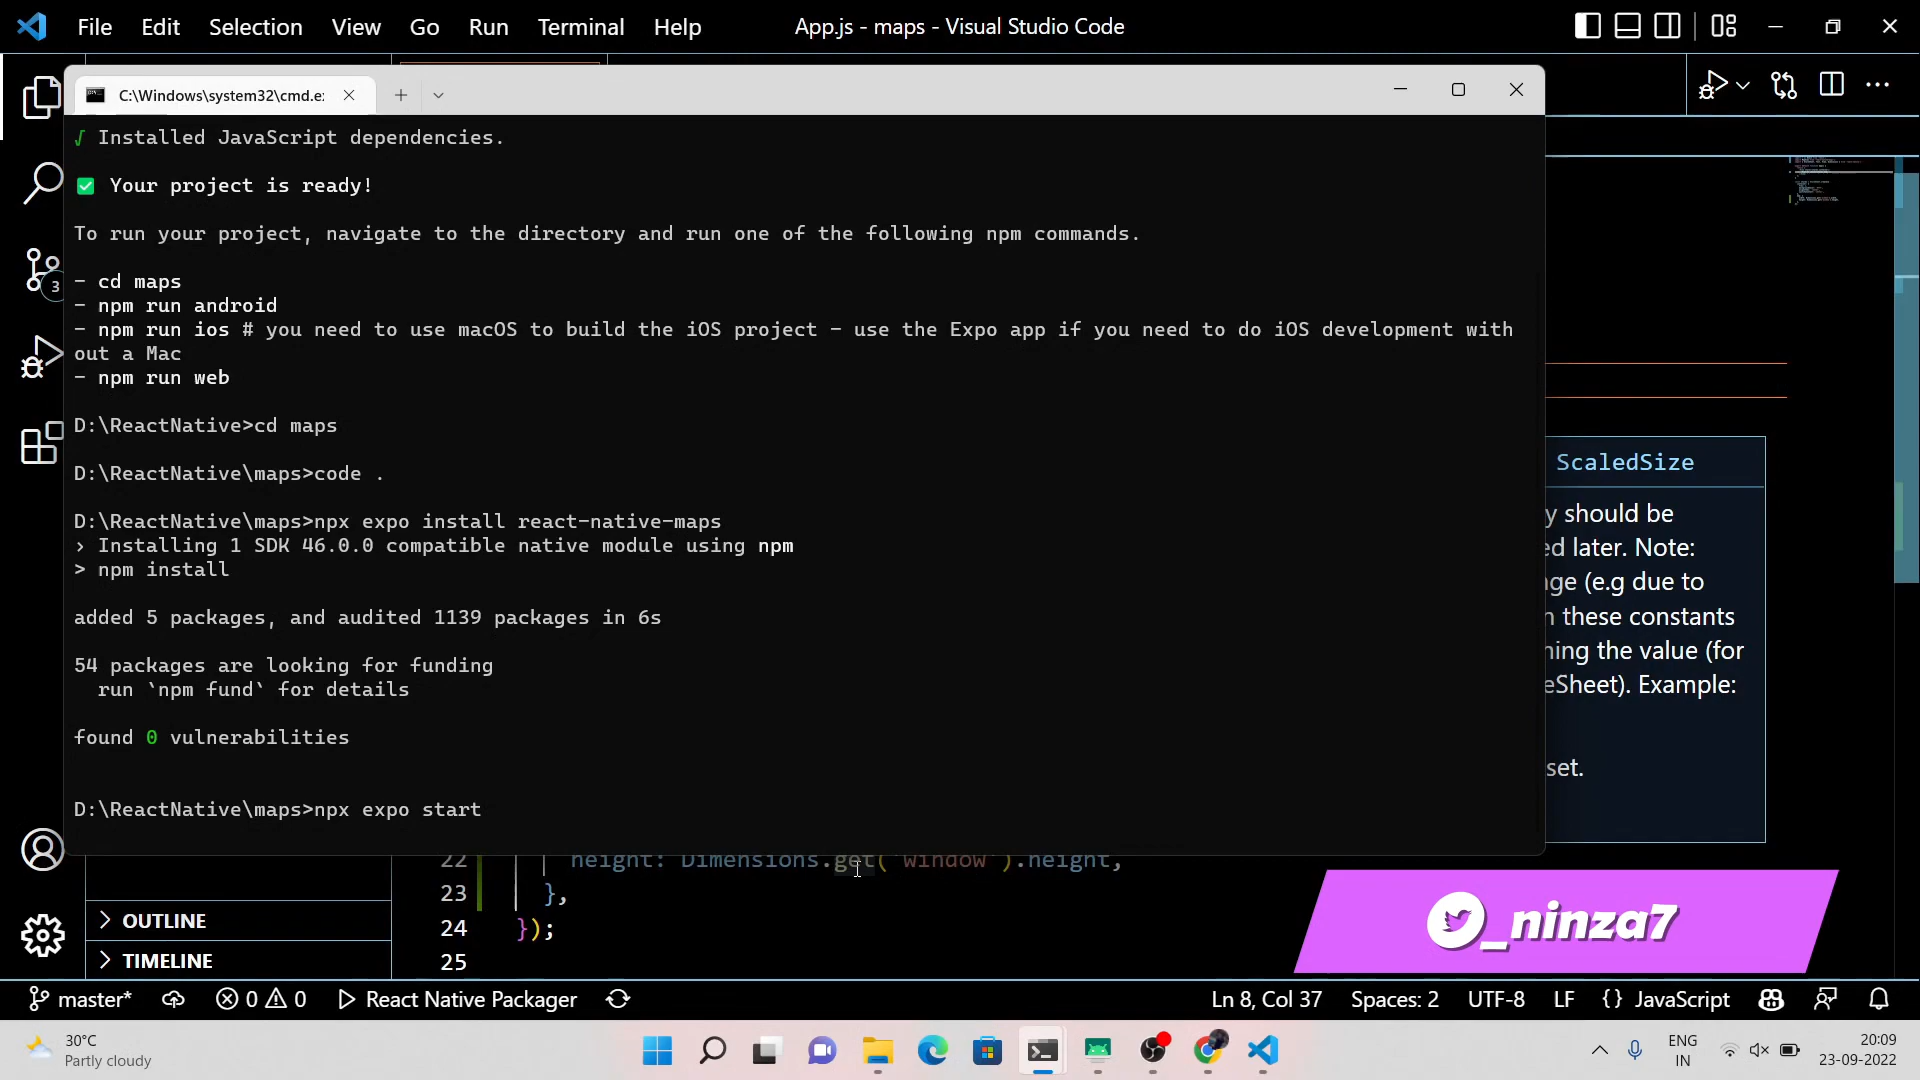 File Edit Selection View Go Run Terminal Help
App.js - maps - Visual Studio Code
C:\Windows\system32\cmd.e
√ Installed JavaScript dependencies.
✅ Your project is ready!
To run your project, navigate to the directory and run one of the following npm commands.
- cd maps
- npm run android
- npm run ios # you need to use macOS to build the iOS project - use the Expo app if you need to do iOS development with
out a Mac
- npm run web
D:\ReactNative>cd maps
D:\ReactNative\maps>code .
D:\ReactNative\maps>npx expo install react-native-maps
› Installing 1 SDK 46.0.0 compatible native module using npm
> npm install
added 5 packages, and audited 1139 packages in 6s
54 packages are looking for funding
run `npm fund` for details
found 0 vulnerabilities
D:\ReactNative\maps>npx expo start
3
ScaledSize
y should be
ed later. Note:
nge (e.g due to
n these constants
ning the value (for
eSheet). Example:
set.
22 height: Dimensions.get('window').height,
23 },
24 });
25
OUTLINE
TIMELINE
_ninza7
master* 0 0 React Native Packager
Ln 8, Col 37 Spaces: 2 UTF-8 LF {} JavaScript
30°C
Partly cloudy
ENG
IN
20:09
23-09-2022